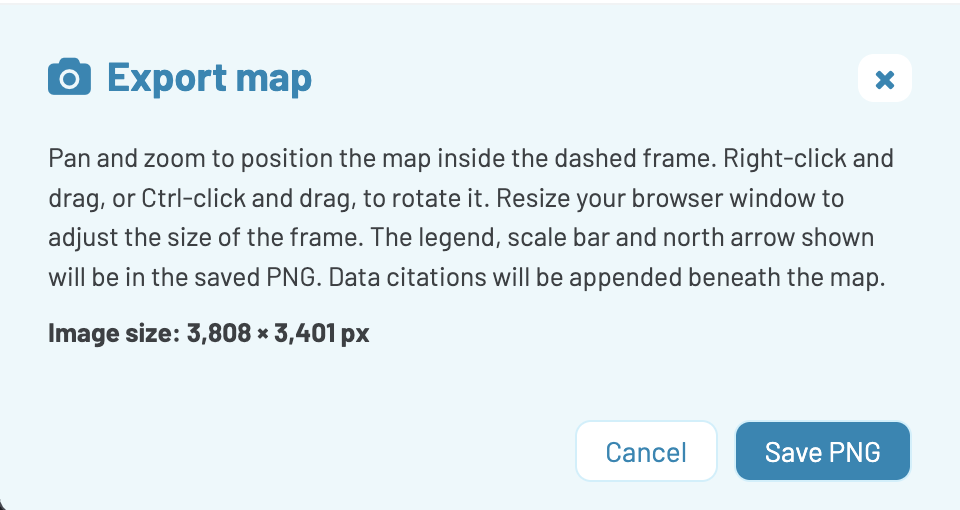 Export map
Pan and zoom to position the map inside the dashed frame. Right-click and
drag, or Ctrl-click and drag, to rotate it. Resize your browser window to
adjust the size of the frame. The legend, scale bar and north arrow shown
will be in the saved PNG. Data citations will be appended beneath the map.
Image size: 3,808 × 3,401 px
Cancel
Save PNG